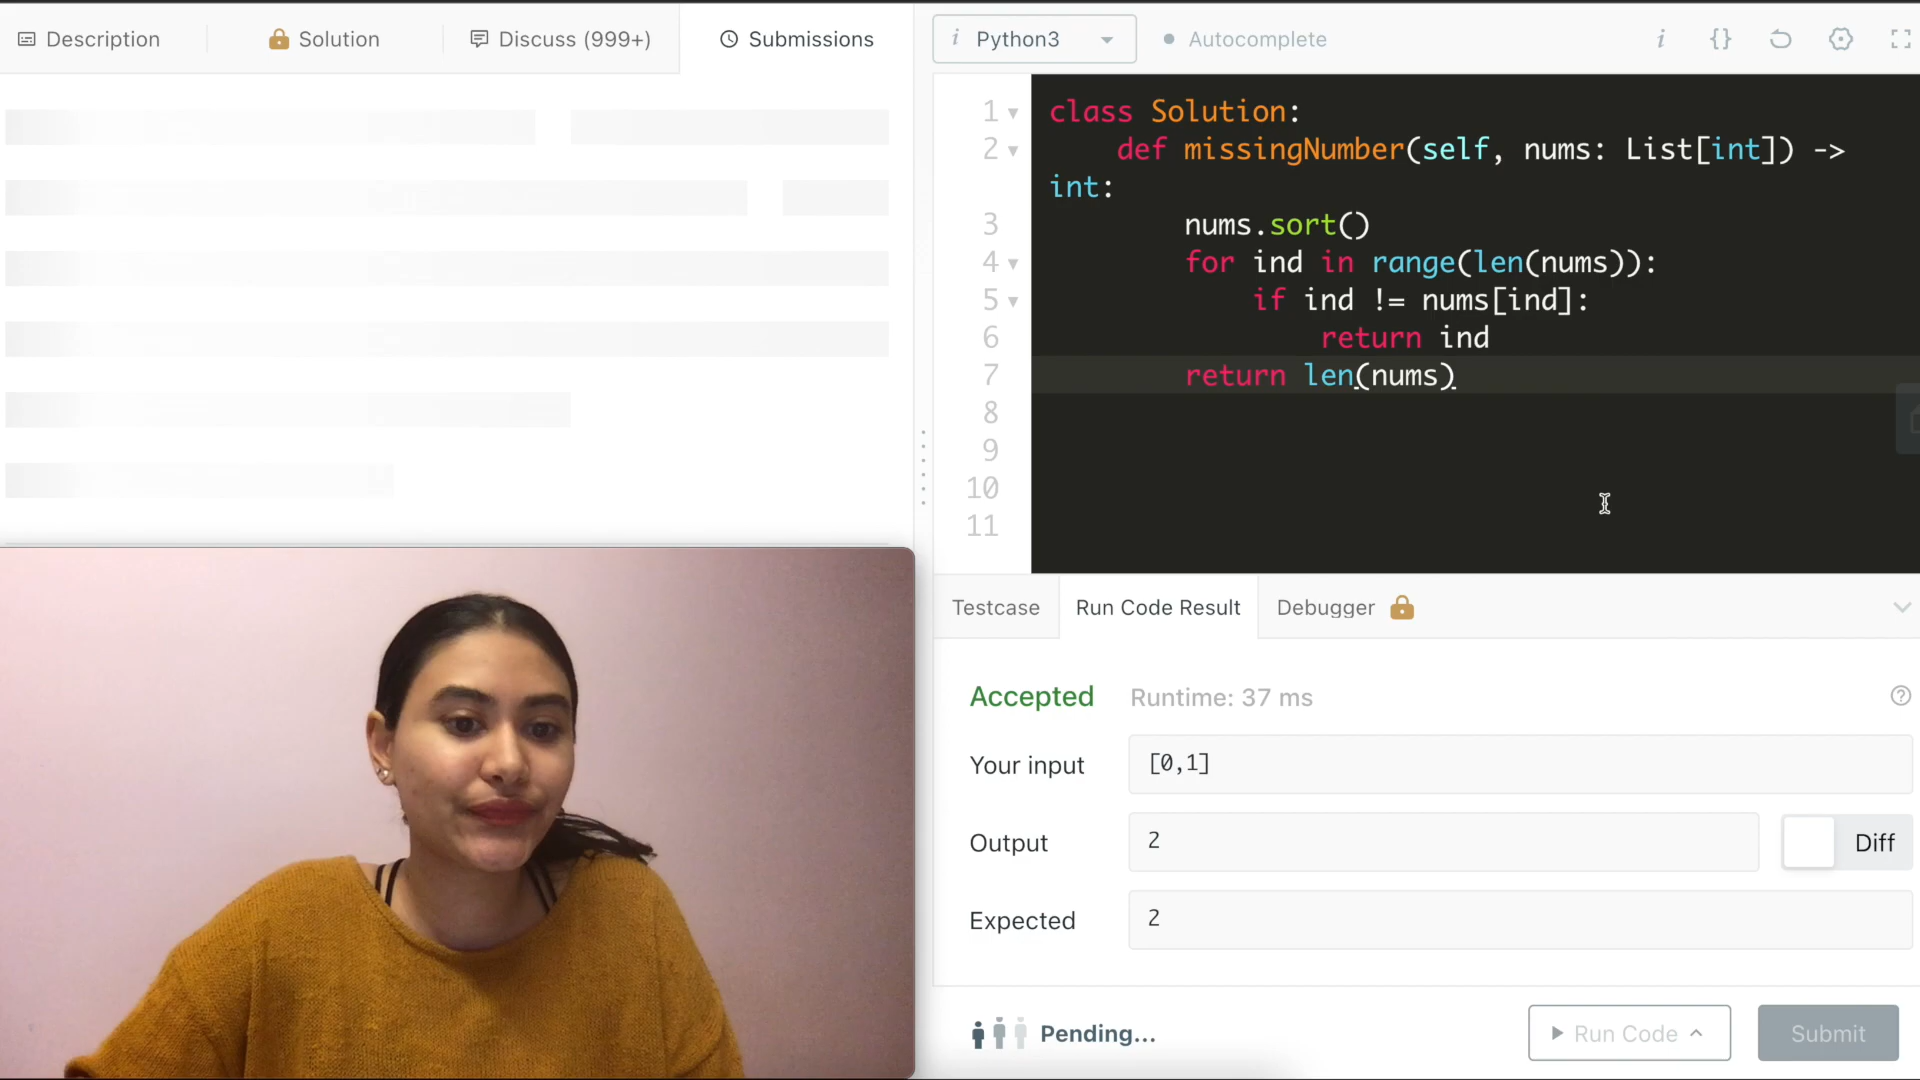 Description
Solution
Discuss (999+)
Submissions
i Python3
Autocomplete
i {}
1 class Solution:
2 def missingNumber(self, nums: List[int]) ->
int:
3 nums.sort()
4 for ind in range(len(nums)):
5 if ind != nums[ind]:
6 return ind
7 return len(nums)
8
9
10
11
Testcase
Run Code Result
Debugger
Accepted Runtime: 37 ms
?
Your input [0,1]
Output 2
Diff
Expected 2
Pending...
Run Code
Submit